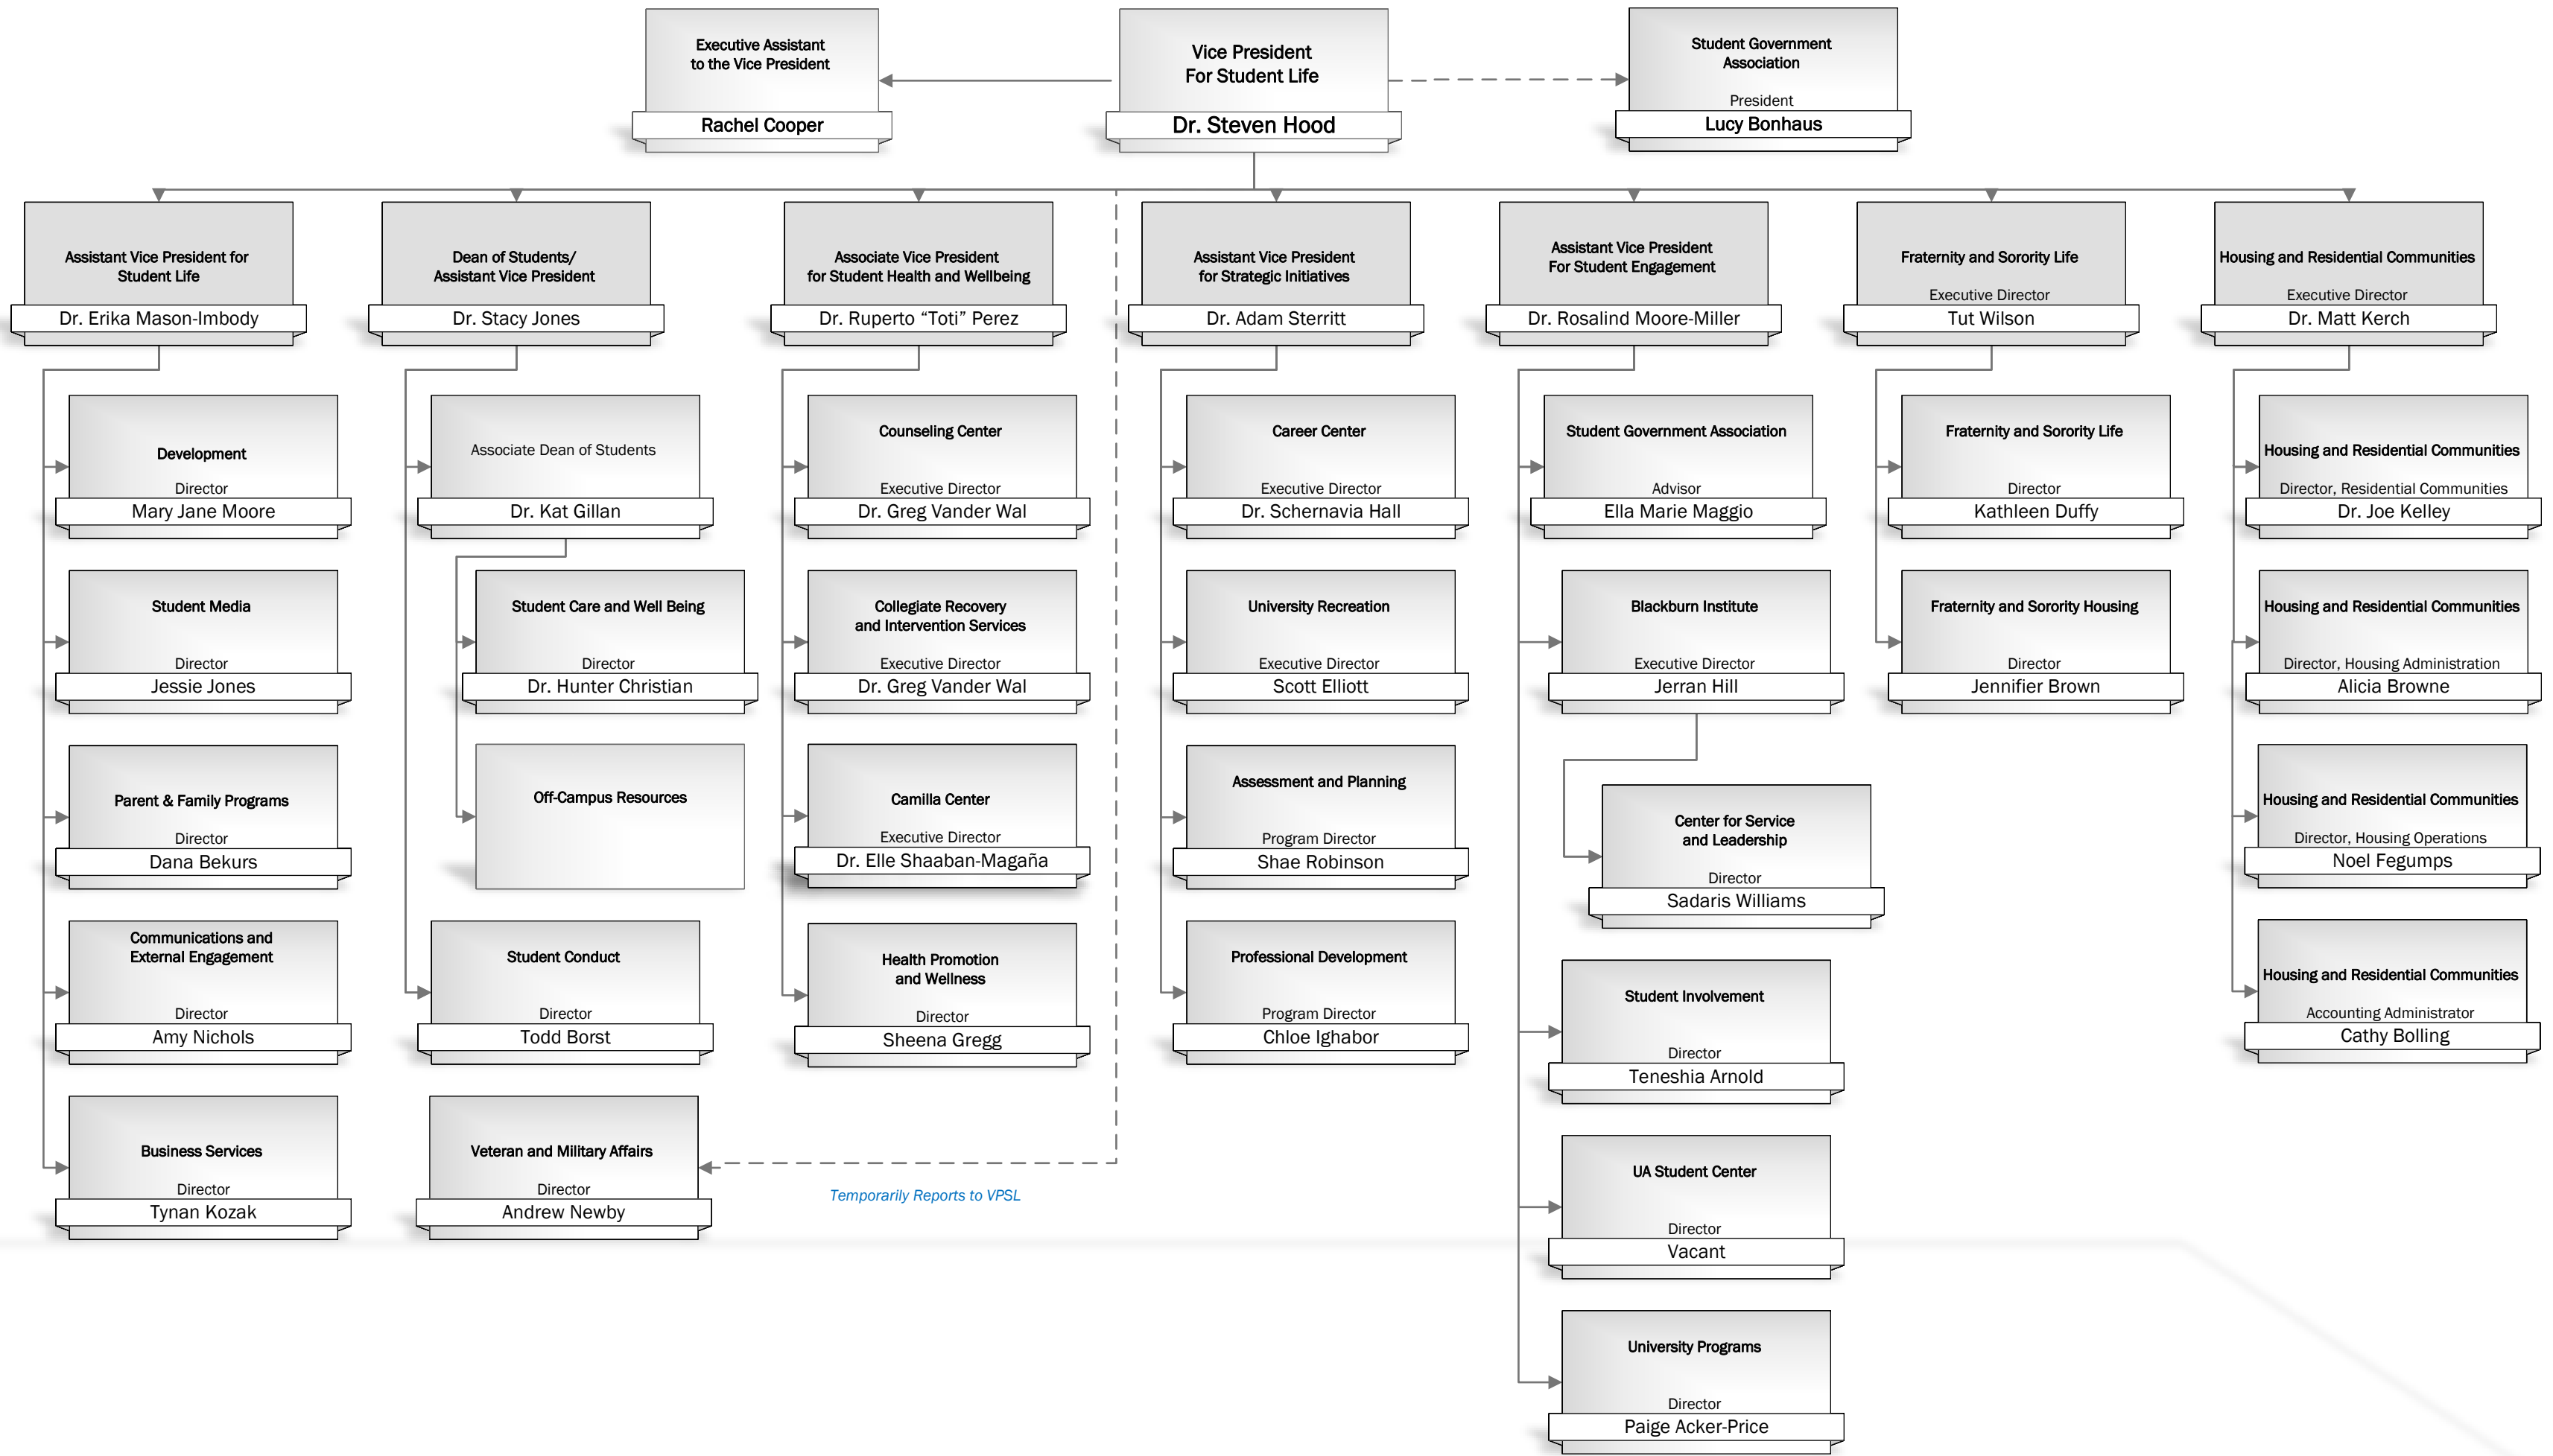 Executive Assistant
to the Vice President
Rachel Cooper
Vice President
For Student Life
Dr. Steven Hood
Student Government
Association
President
Lucy Bonhaus
Assistant Vice President for
Student Life
Dr. Erika Mason-Imbody
Dean of Students/
Assistant Vice President
Dr. Stacy Jones
Associate Vice President
for Student Health and Wellbeing
Dr. Ruperto “Toti” Perez
Assistant Vice President
for Strategic Initiatives
Dr. Adam Sterritt
Assistant Vice President
For Student Engagement
Dr. Rosalind Moore-Miller
Fraternity and Sorority Life
Executive Director
Tut Wilson
Housing and Residential Communities
Executive Director
Dr. Matt Kerch
Development
Director
Mary Jane Moore
Student Media
Director
Jessie Jones
Parent & Family Programs
Director
Dana Bekurs
Communications and
External Engagement
Director
Amy Nichols
Business Services
Director
Tynan Kozak
Associate Dean of Students
Dr. Kat Gillan
Student Care and Well Being
Director
Dr. Hunter Christian
Off-Campus Resources
Student Conduct
Director
Todd Borst
Veteran and Military Affairs
Director
Andrew Newby
Temporarily Reports to VPSL
Counseling Center
Executive Director
Dr. Greg Vander Wal
Collegiate Recovery
and Intervention Services
Executive Director
Dr. Greg Vander Wal
Camilla Center
Executive Director
Dr. Elle Shaaban-Magaña
Health Promotion
and Wellness
Director
Sheena Gregg
Career Center
Executive Director
Dr. Schernavia Hall
University Recreation
Executive Director
Scott Elliott
Assessment and Planning
Program Director
Shae Robinson
Professional Development
Program Director
Chloe Ighabor
Student Government Association
Advisor
Ella Marie Maggio
Blackburn Institute
Executive Director
Jerran Hill
Center for Service
and Leadership
Director
Sadaris Williams
Student Involvement
Director
Teneshia Arnold
UA Student Center
Director
Vacant
University Programs
Director
Paige Acker-Price
Fraternity and Sorority Life
Director
Kathleen Duffy
Fraternity and Sorority Housing
Director
Jennifier Brown
Housing and Residential Communities
Director, Residential Communities
Dr. Joe Kelley
Housing and Residential Communities
Director, Housing Administration
Alicia Browne
Housing and Residential Communities
Director, Housing Operations
Noel Fegumps
Housing and Residential Communities
Accounting Administrator
Cathy Bolling